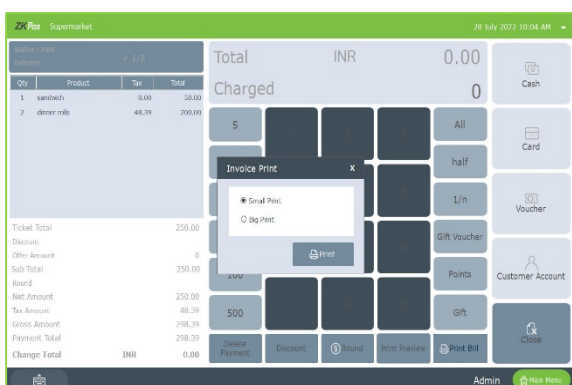 ZKPos Supermarket 28 July 2022 10:04 AM
Status : Paid
Delivery # 1/8
Qty Product Tax Total
1 sandwich 0.00 50.00
2 dinner rolls 48.39 200.00
Ticket Total 250.00
Discount
Offer Amount 0
Sub Total 250.00
Round
Net Amount 250.00
Tax Amount 48.39
Gross Amount 298.39
Payment Total 298.39
Change Total INR 0.00
Total INR 0.00
Charged 0
5 All
half
1/n
Gift Voucher
100 Points
500 Gift
Delete Payment Discount Round Print Preview Print Bill
Invoice Print X
Small Print
Big Print
Print
Cash
Card
Voucher
Customer Account
Close
Admin Main Menu